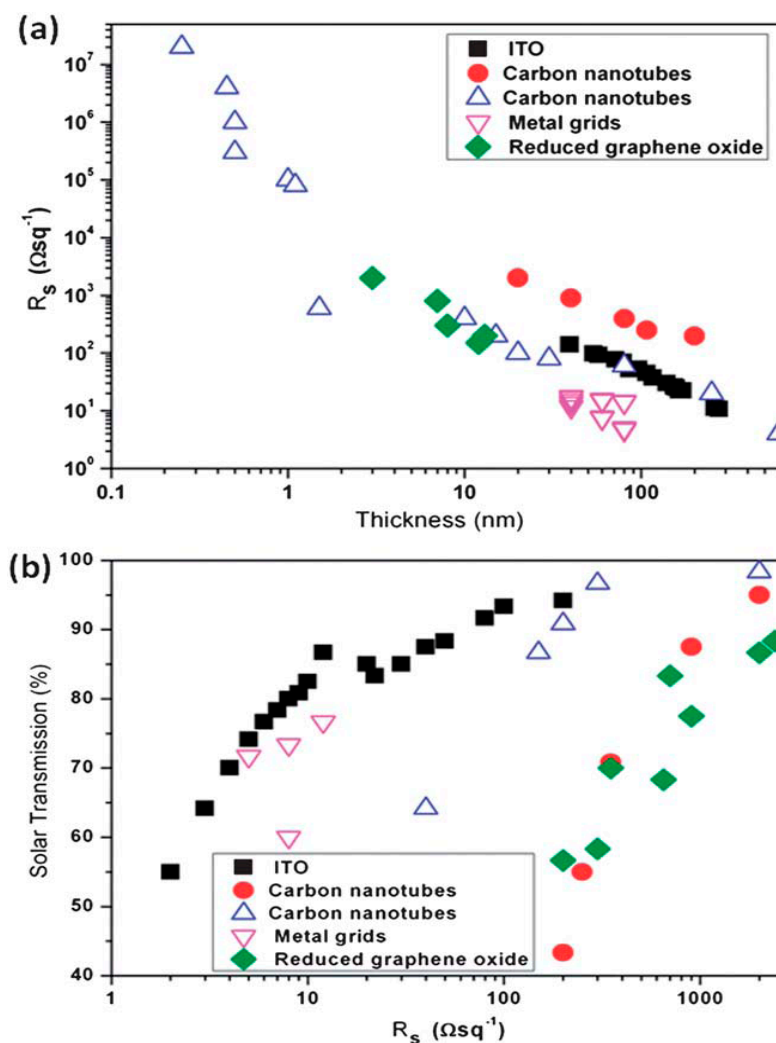 (a)
10⁷
10⁶
10⁵
10⁴
10³
10²
10¹
10⁰
Rs (Ωsq⁻¹)
ITO
Carbon nanotubes
Carbon nanotubes
Metal grids
Reduced graphene oxide
0.1 1 10 100
Thickness (nm)
(b)
100
90
80
70
60
50
40
Solar Transmission (%)
ITO
Carbon nanotubes
Carbon nanotubes
Metal grids
Reduced graphene oxide
1 10 100 1000
Rs (Ωsq⁻¹)